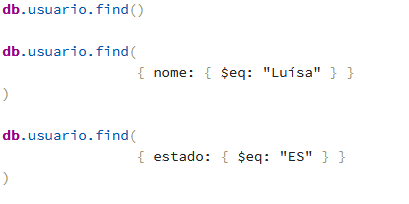 db.usuario.find()
db.usuario.find(
{ nome: { $eq: "Luísa" } }
)
db.usuario.find(
{ estado: { $eq: "ES" } }
)